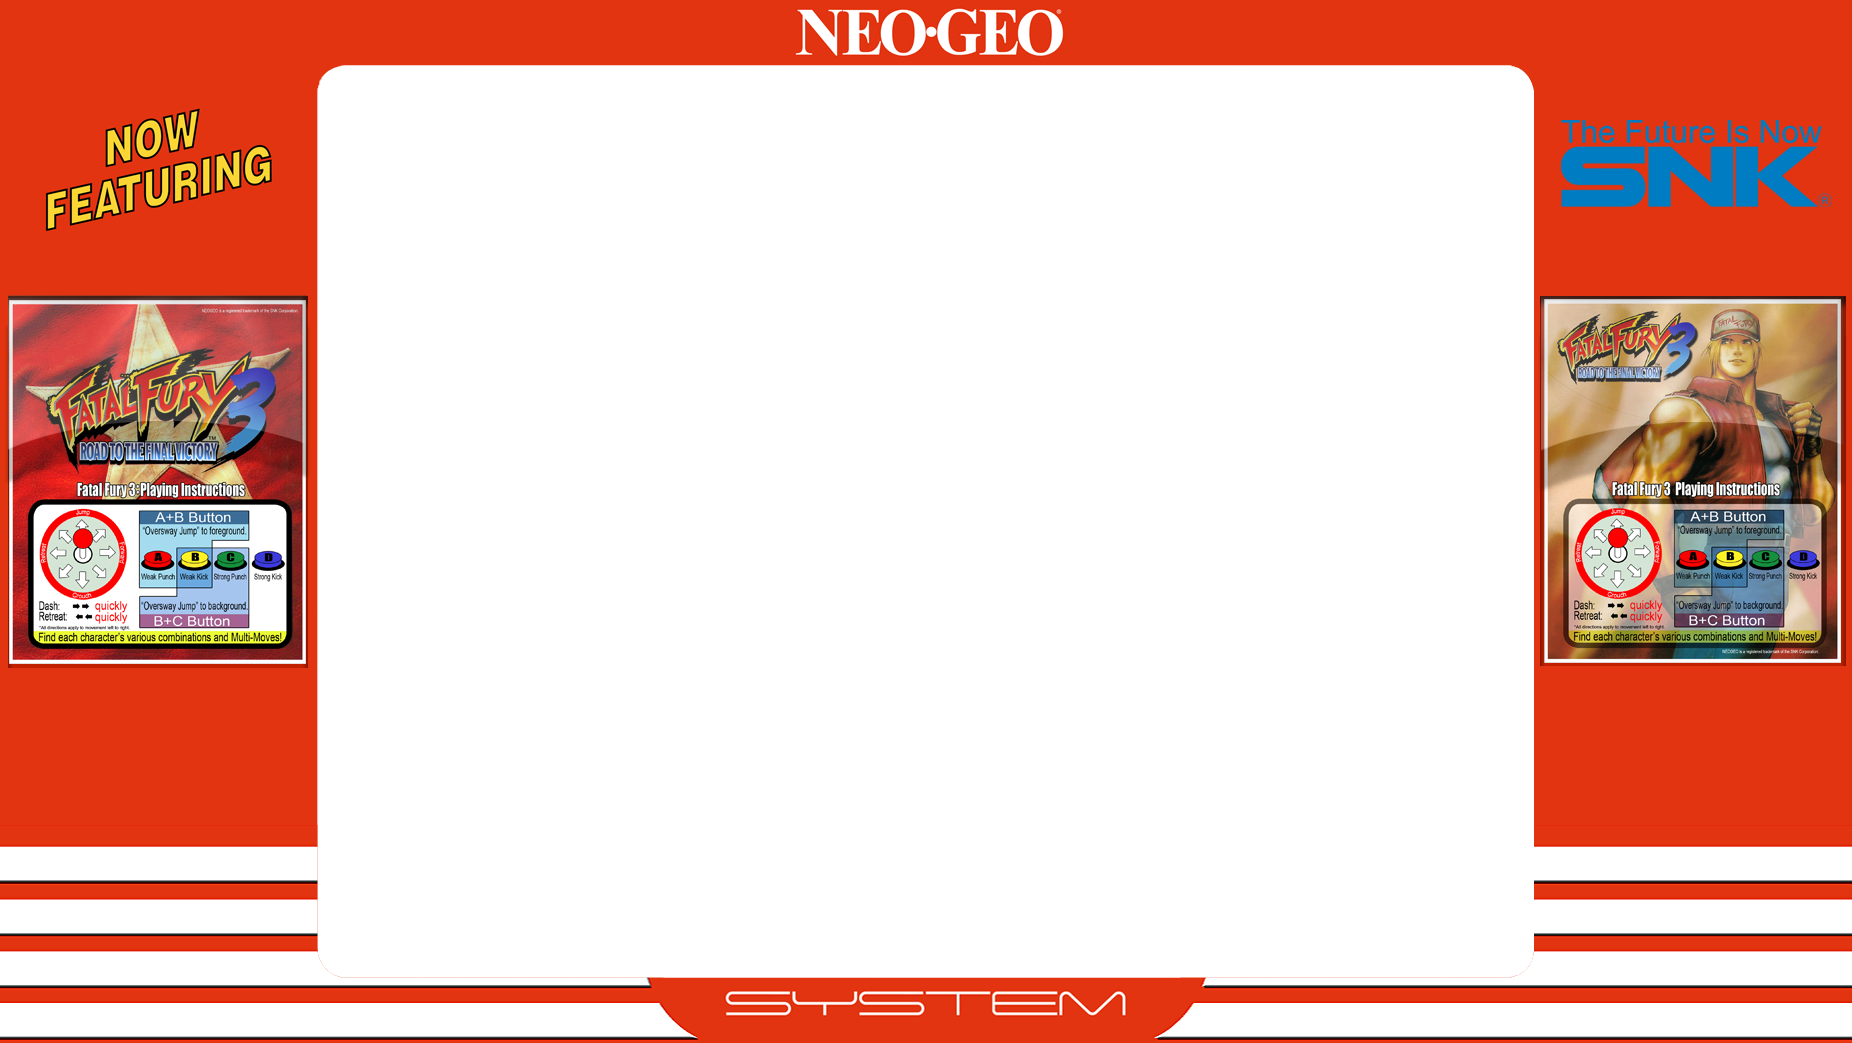 NEO•GEO®
NOW
FEATURING
The Future Is Now
SNK®
NEOGEO is a registered trademark of the SNK Corporation.
FATAL FURY 3
ROAD TO THE FINAL VICTORY™
Fatal Fury 3:Playing Instructions
Jump
Retreat
Forward
Crouch
A+B Button
"Oversway Jump" to foreground.
A B C D
Weak Punch Weak Kick Strong Punch Strong Kick
"Oversway Jump" to background.
B+C Button
Dash: ➡➡ quickly
Retreat: ⬅⬅ quickly
*All directions apply to movement left to right.
Find each character's various combinations and Multi-Moves!
FATAL FURY
FATAL FURY 3
ROAD TO THE FINAL VICTORY
Fatal Fury 3 Playing Instructions
Jump
Retreat
Forward
Crouch
A+B Button
"Oversway Jump" to foreground.
A B C D
Weak Punch Weak Kick Strong Punch Strong Kick
"Oversway Jump" to background.
B+C Button
Dash: ➡➡ quickly
Retreat: ⬅⬅ quickly
*All directions apply to movement left to right.
Find each character's various combinations and Multi-Moves!
NEOGEO is a registered trademark of the SNK Corporation.
SYSTEM